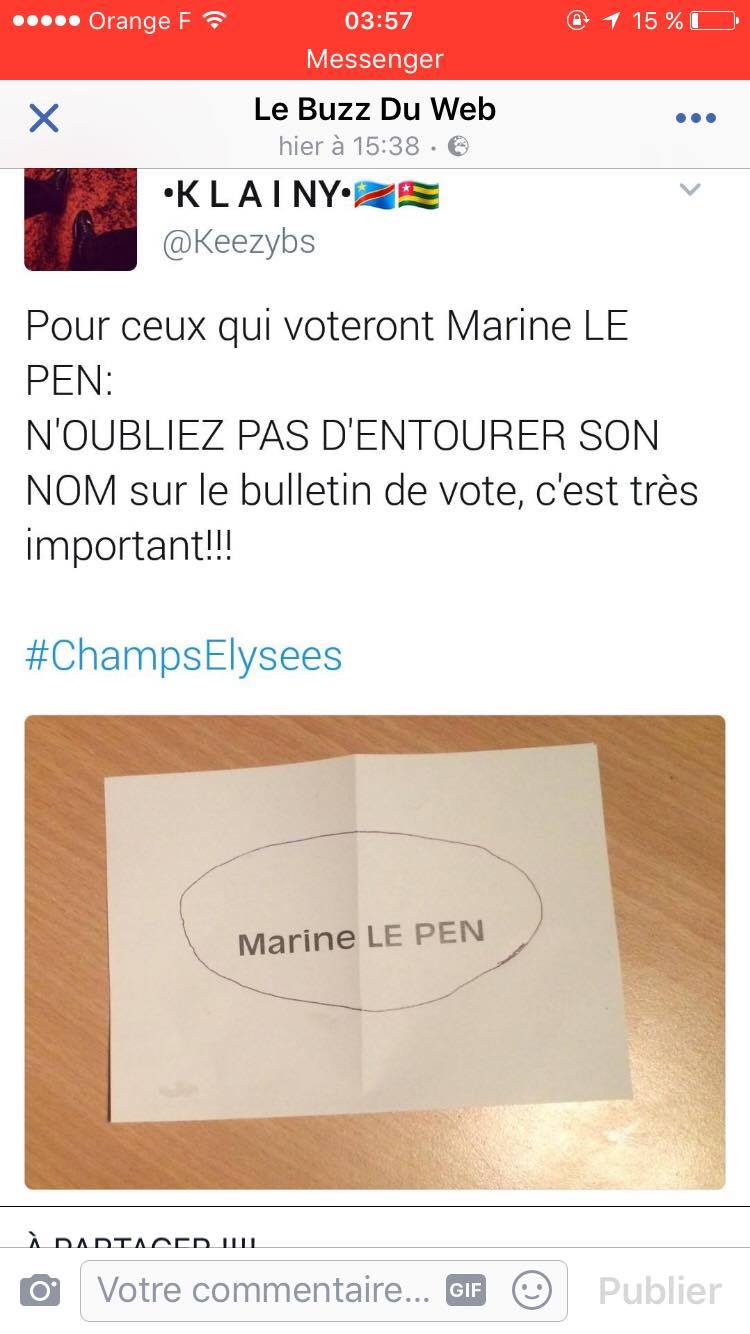 Orange F 03:57 15 %
Messenger
Le Buzz Du Web
hier à 15:38 ·
•K L A I NY•🇨🇩🇹🇬
@Keezybs
Pour ceux qui voteront Marine LE
PEN:
N'OUBLIEZ PAS D'ENTOURER SON
NOM sur le bulletin de vote, c'est très
important!!!
#ChampsElysees
Marine LE PEN
À PARTAGER !!!!
Votre commentaire... GIF Publier